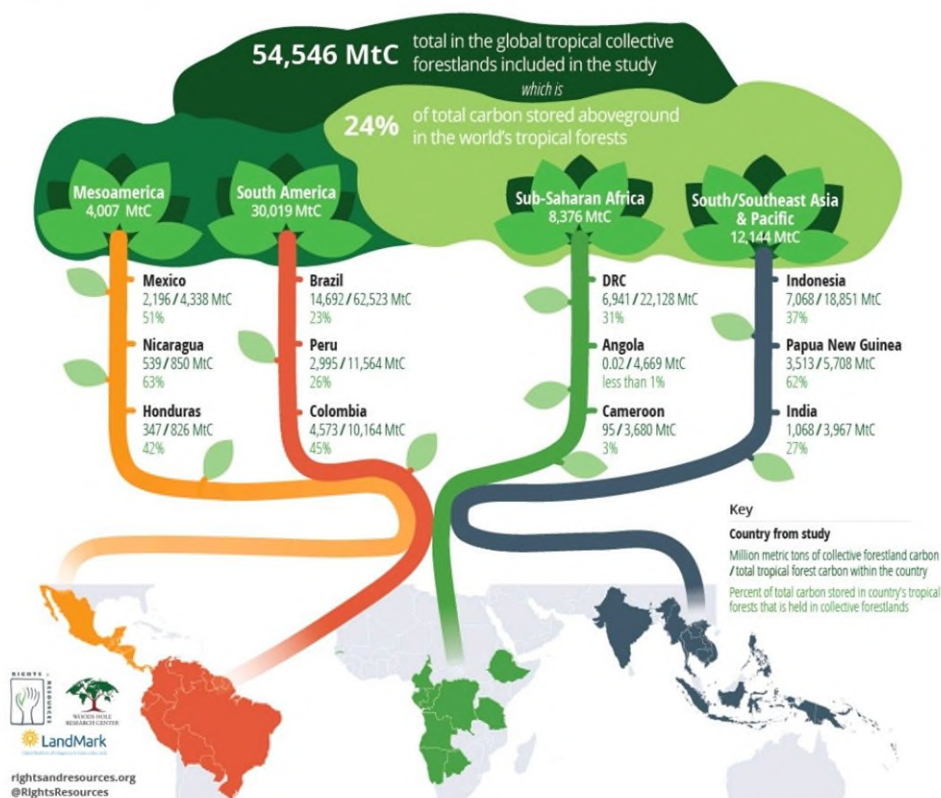 54,546 MtC total in the global tropical collective
forestlands included in the study
which is
24% of total carbon stored aboveground
in the world's tropical forests
Mesoamerica
4,007 MtC
South America
30,019 MtC
Sub-Saharan Africa
8,376 MtC
South/Southeast Asia
& Pacific
12,144 MtC
Mexico
2,196 / 4,338 MtC
51%
Nicaragua
539 / 850 MtC
63%
Honduras
347 / 826 MtC
42%
Brazil
14,692 / 62,523 MtC
23%
Peru
2,995 / 11,564 MtC
26%
Colombia
4,573 / 10,164 MtC
45%
DRC
6,941 / 22,128 MtC
31%
Angola
0.02 / 4,669 MtC
less than 1%
Cameroon
95 / 3,680 MtC
3%
Indonesia
7,068 / 18,851 MtC
37%
Papua New Guinea
3,513 / 5,708 MtC
62%
India
1,068 / 3,967 MtC
27%
Key
Country from study
Million metric tons of collective forestland carbon
/ total tropical forest carbon within the country
Percent of total carbon stored in country's tropical
forests that is held in collective forestlands
RIGHTS +
RESOURCES
WOODS HOLE
RESEARCH CENTER
LandMark
rightsandresources.org
@RightsResources